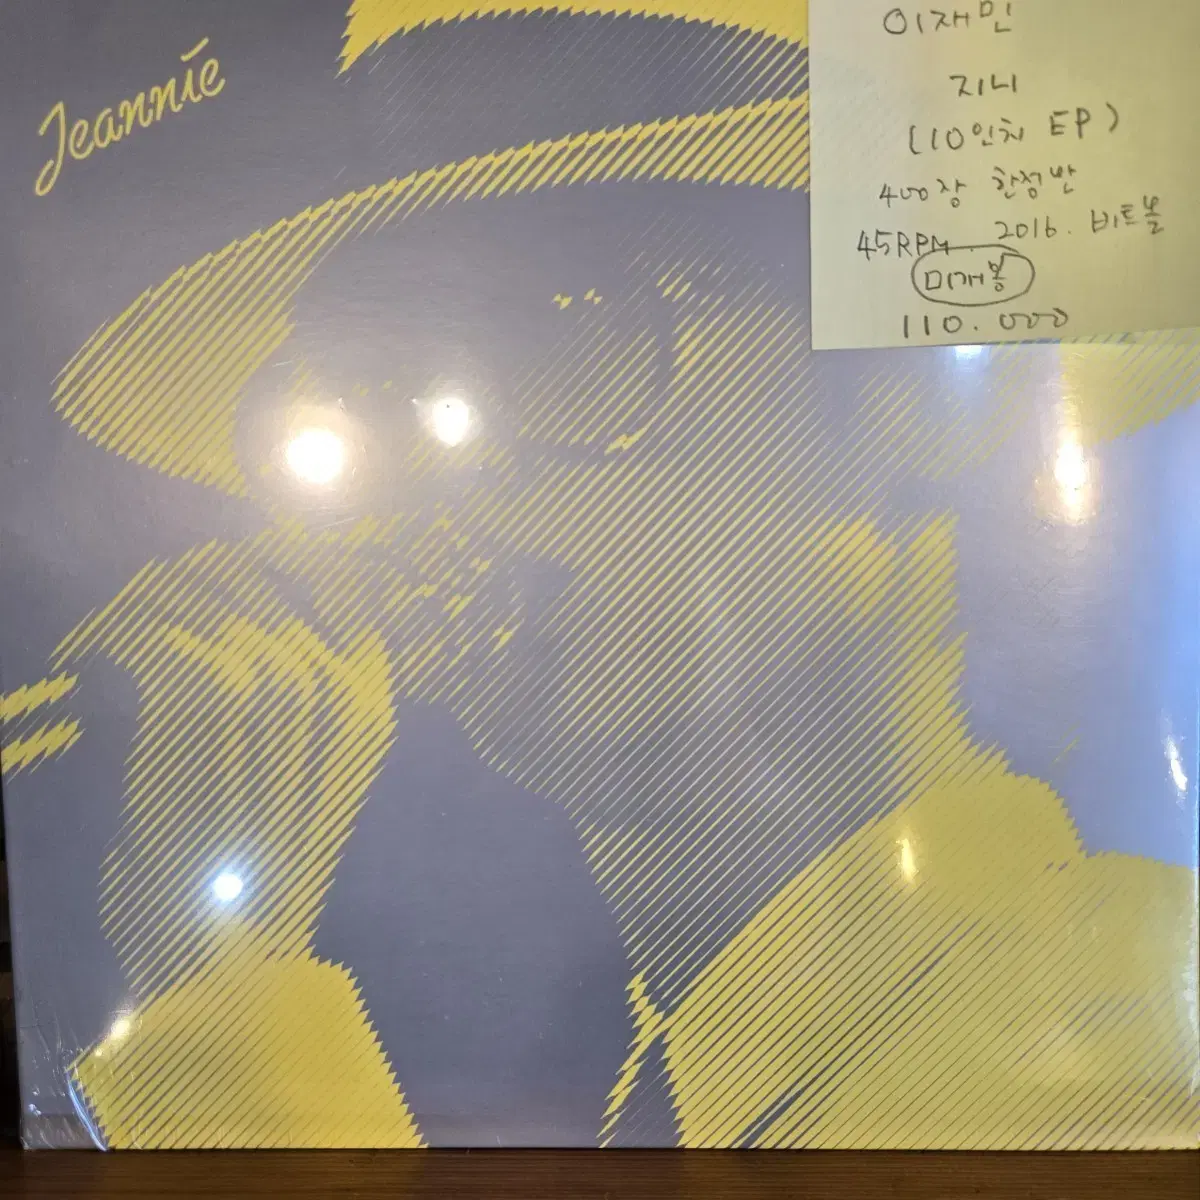 Jeannie
이재민
지니
(10인치 EP)
400장 한정반
45RPM. 2016. 비트볼
미개봉
110.000